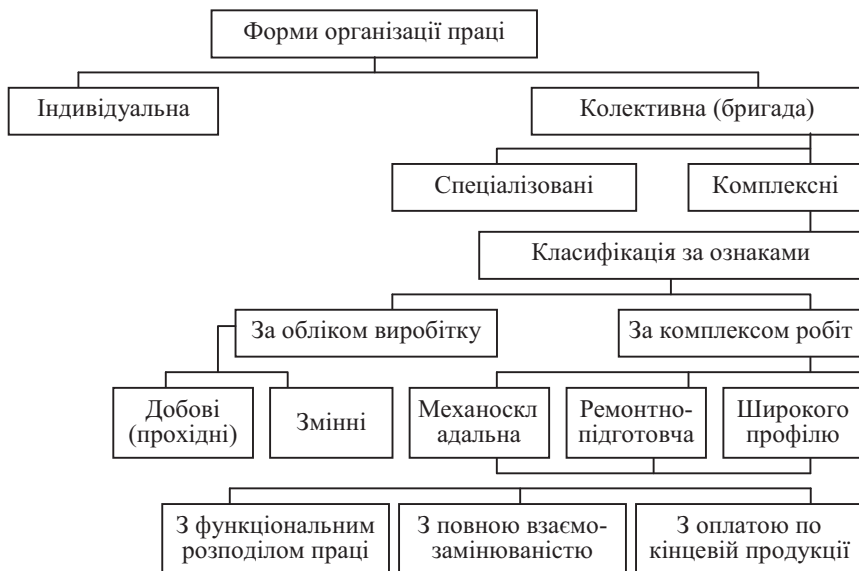 Форми організації праці
Індивідуальна
Колективна (бригада)
Спеціалізовані
Комплексні
Класифікація за ознаками
За обліком виробітку
За комплексом робіт
Добові
(прохідні)
Змінні
Механоскл
адальна
Ремонтно-
підготовча
Широкого
профілю
З функціональним
розподілом праці
З повною взаємо-
замінюваністю
З оплатою по
кінцевій продукції